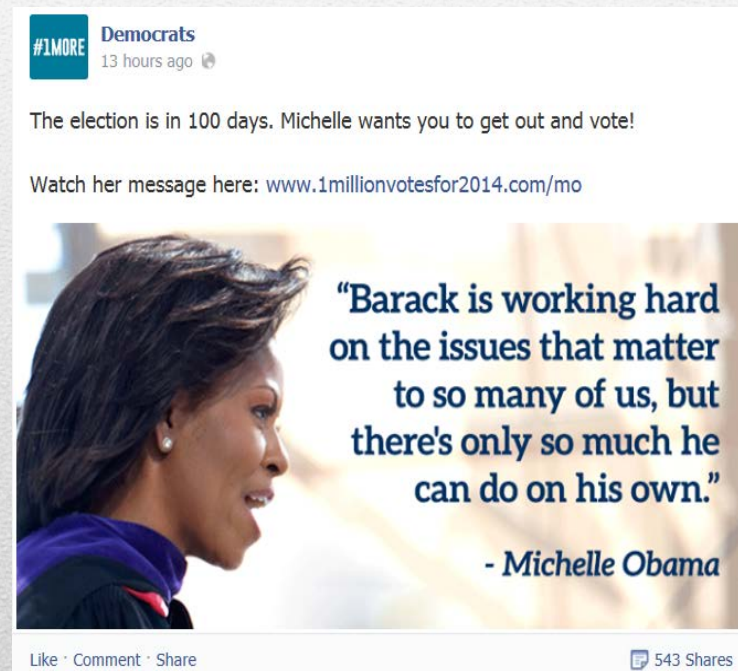 #1MORE
Democrats
13 hours ago
The election is in 100 days. Michelle wants you to get out and vote!
Watch her message here: www.1millionvotesfor2014.com/mo
“Barack is working hard
on the issues that matter
to so many of us, but
there's only so much he
can do on his own.”
- Michelle Obama
Like · Comment · Share
543 Shares